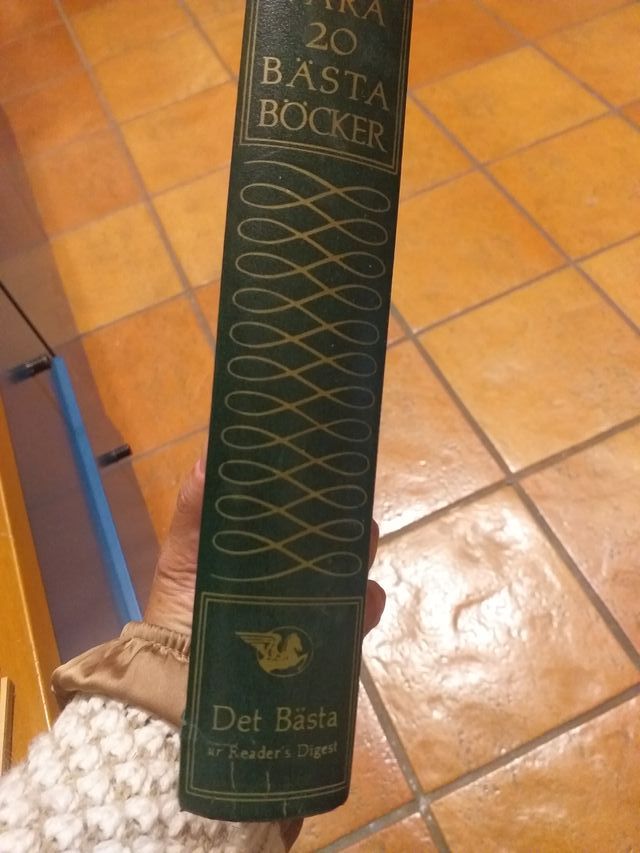 20
BÄSTA
BÖCKER
Det Bästa
ur Reader's Digest